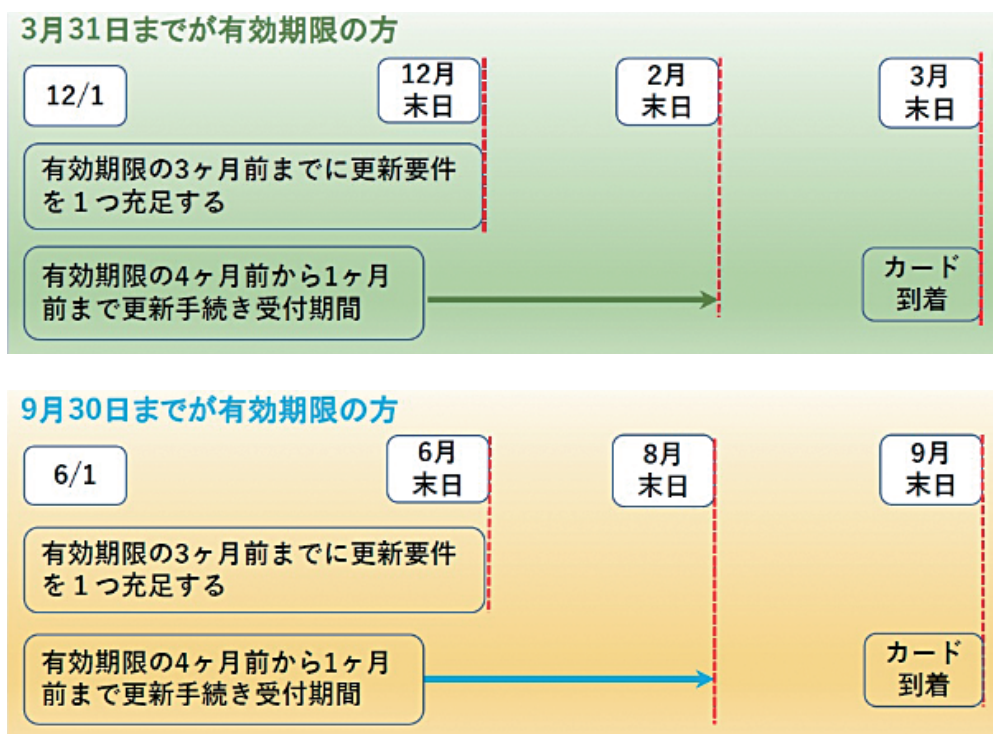 3月31日までが有効期限の方
12/1
12月
末日
2月
末日
3月
末日
有効期限の3ヶ月前までに更新要件
を１つ充足する
有効期限の4ヶ月前から1ヶ月
前まで更新手続き受付期間
カード
到着
9月30日までが有効期限の方
6/1
6月
末日
8月
末日
9月
末日
有効期限の3ヶ月前までに更新要件
を１つ充足する
有効期限の4ヶ月前から1ヶ月
前まで更新手続き受付期間
カード
到着